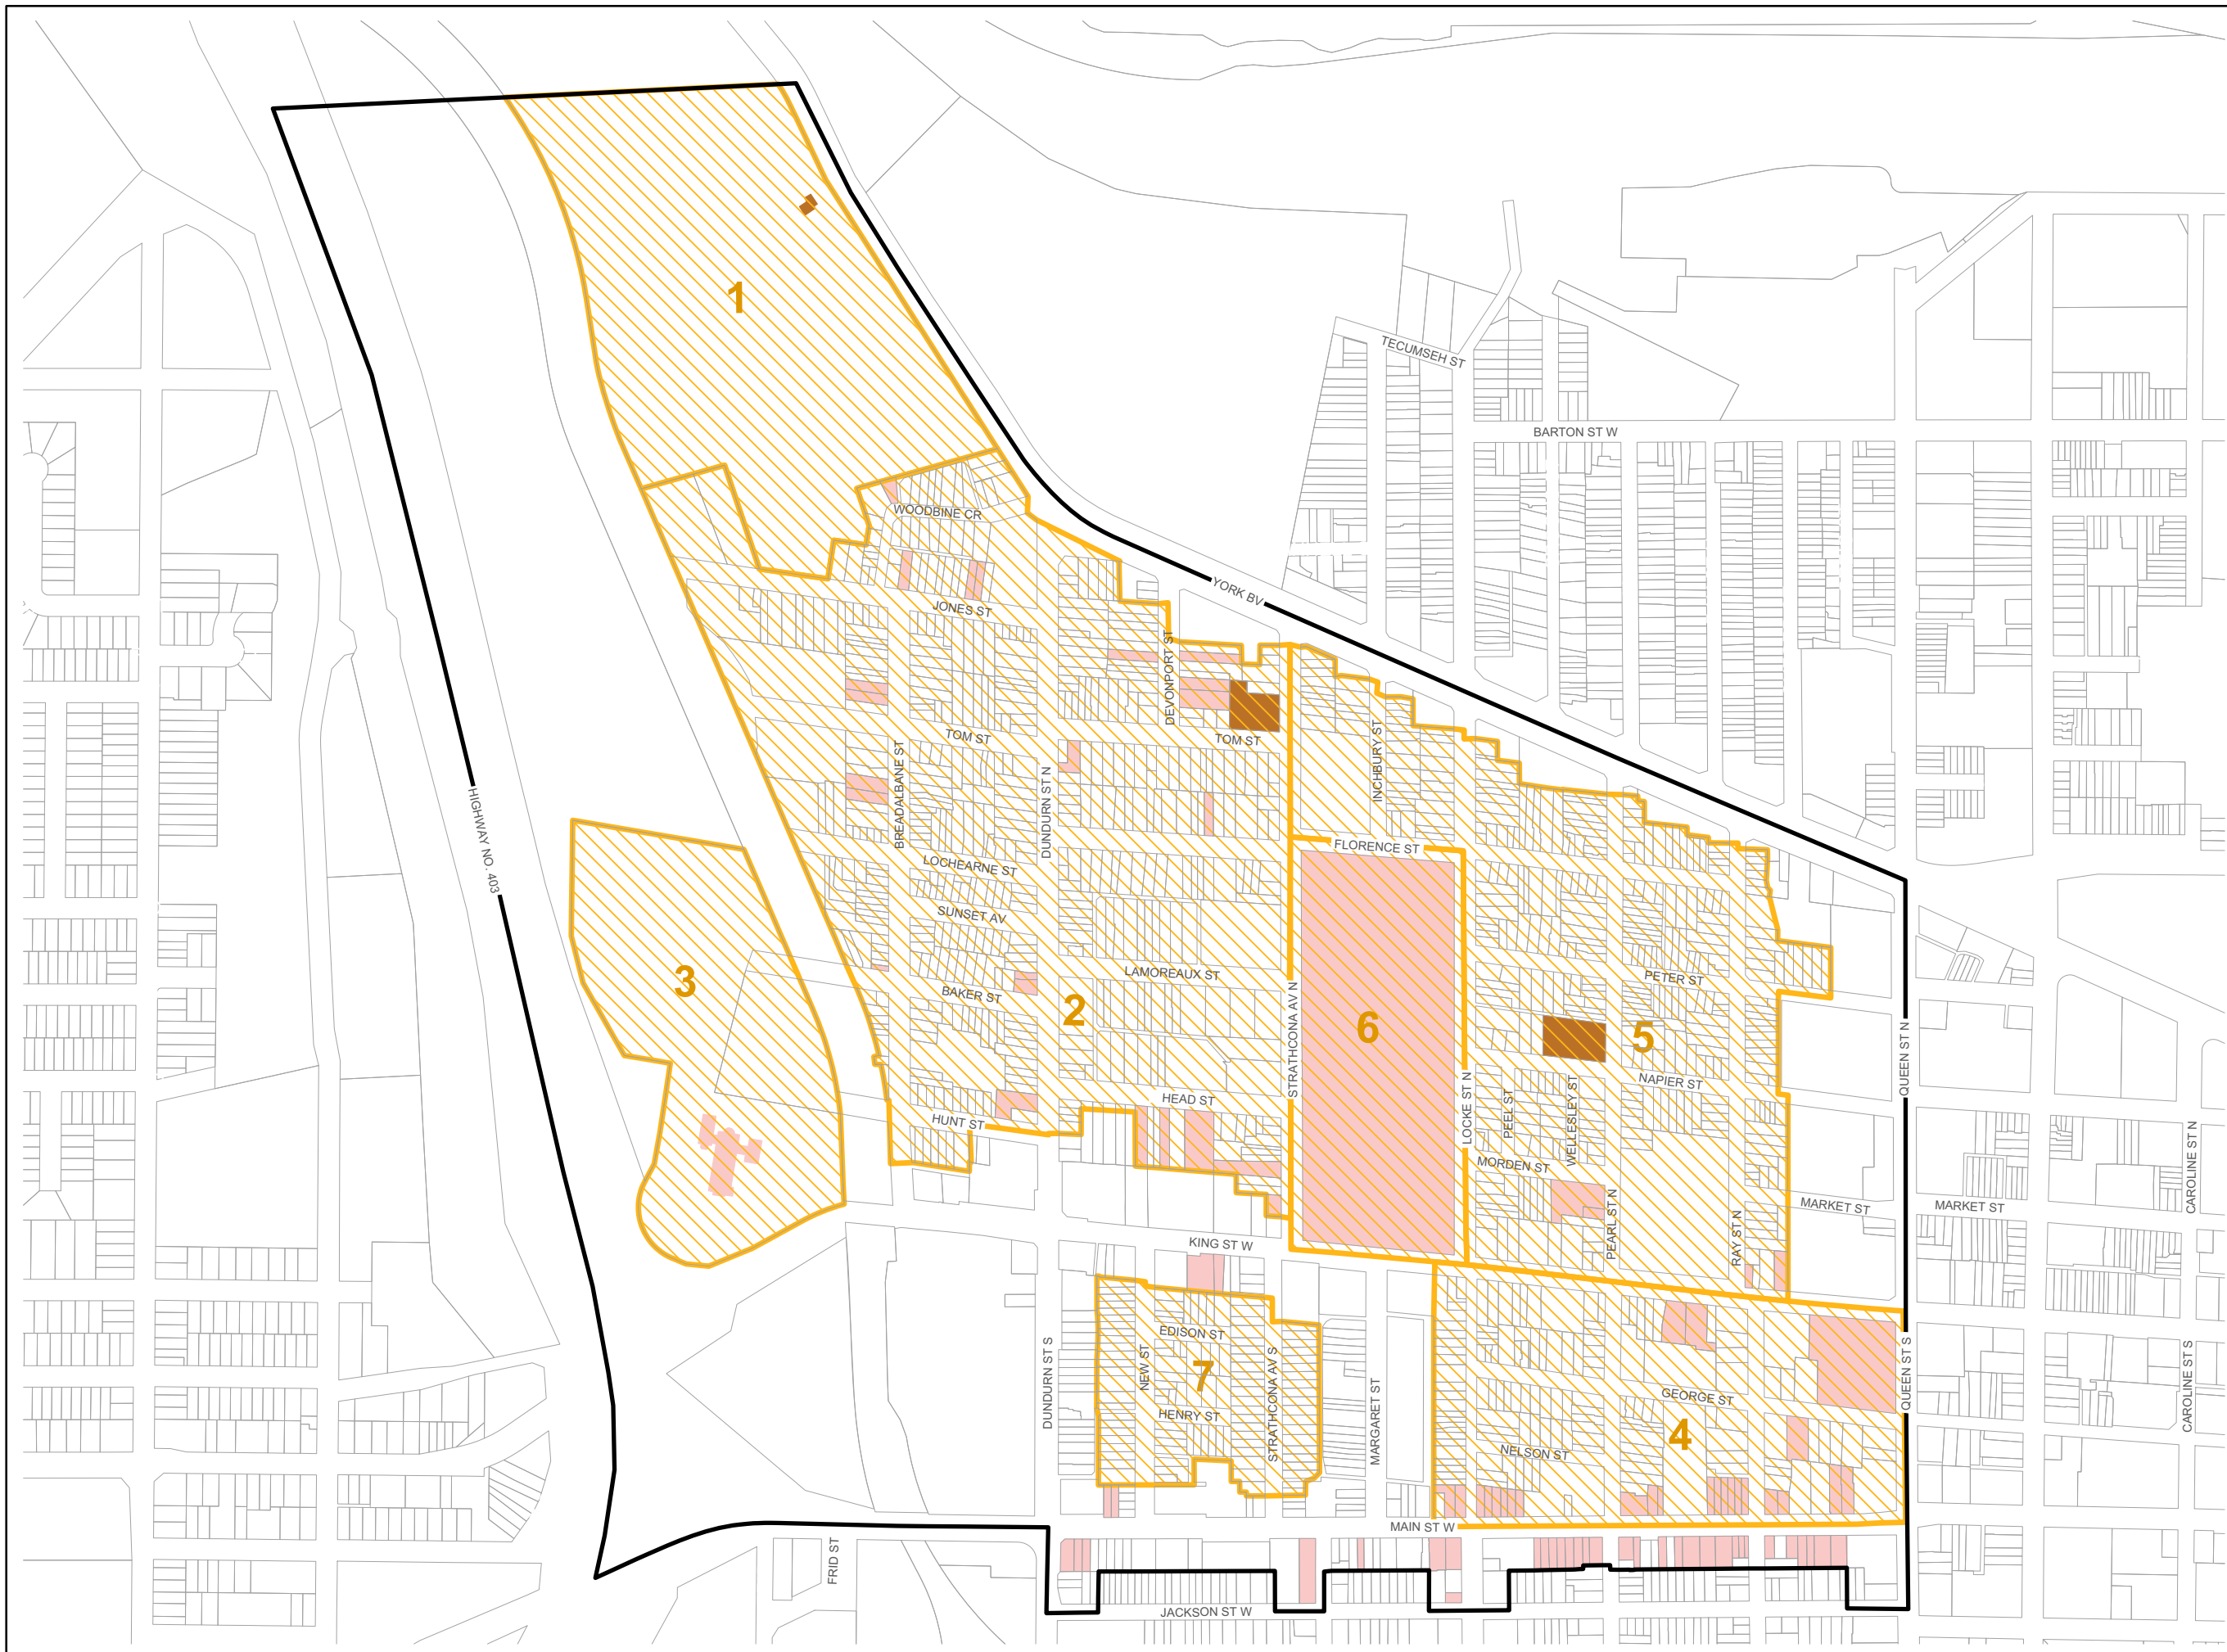 1
TECUMSEH ST
BARTON ST W
WOODBINE CR
YORK BV
JONES ST
DEVONPORT ST
TOM ST
TOM ST
INCHBURY ST
BREADALBANE ST
DUNDURN ST N
HIGHWAY NO. 403
FLORENCE ST
LOCHEARNE ST
SUNSET AV
LAMOREAUX ST
PETER ST
3
BAKER ST
2
STRATHCONA AV N
6
5
QUEEN ST N
NAPIER ST
HEAD ST
HUNT ST
LOCKE ST N
PEEL ST
WELLESLEY ST
MORDEN ST
CAROLINE ST N
MARKET ST
MARKET ST
PEARL ST N
RAY ST N
KING ST W
EDISON ST
DUNDURN ST S
NEW ST
7
STRATHCONA AV S
MARGARET ST
QUEEN ST S
CAROLINE ST S
GEORGE ST
HENRY ST
4
NELSON ST
MAIN ST W
FRID ST
JACKSON ST W